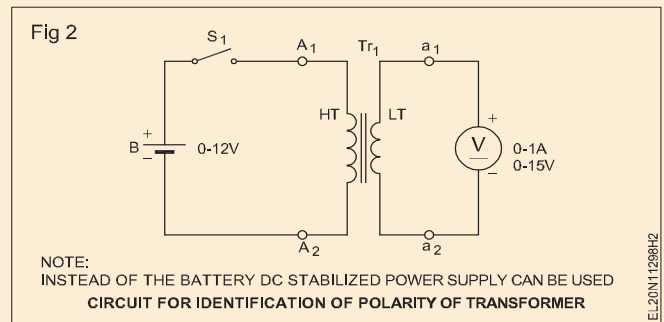 Fig 2
S1
A1
Tr1
a1
HT
LT
+
B
−
0-12V
+
V
−
0-1A
0-15V
A2
a2
NOTE:
INSTEAD OF THE BATTERY DC STABILIZED POWER SUPPLY CAN BE USED
CIRCUIT FOR IDENTIFICATION OF POLARITY OF TRANSFORMER
EL20N11298H2